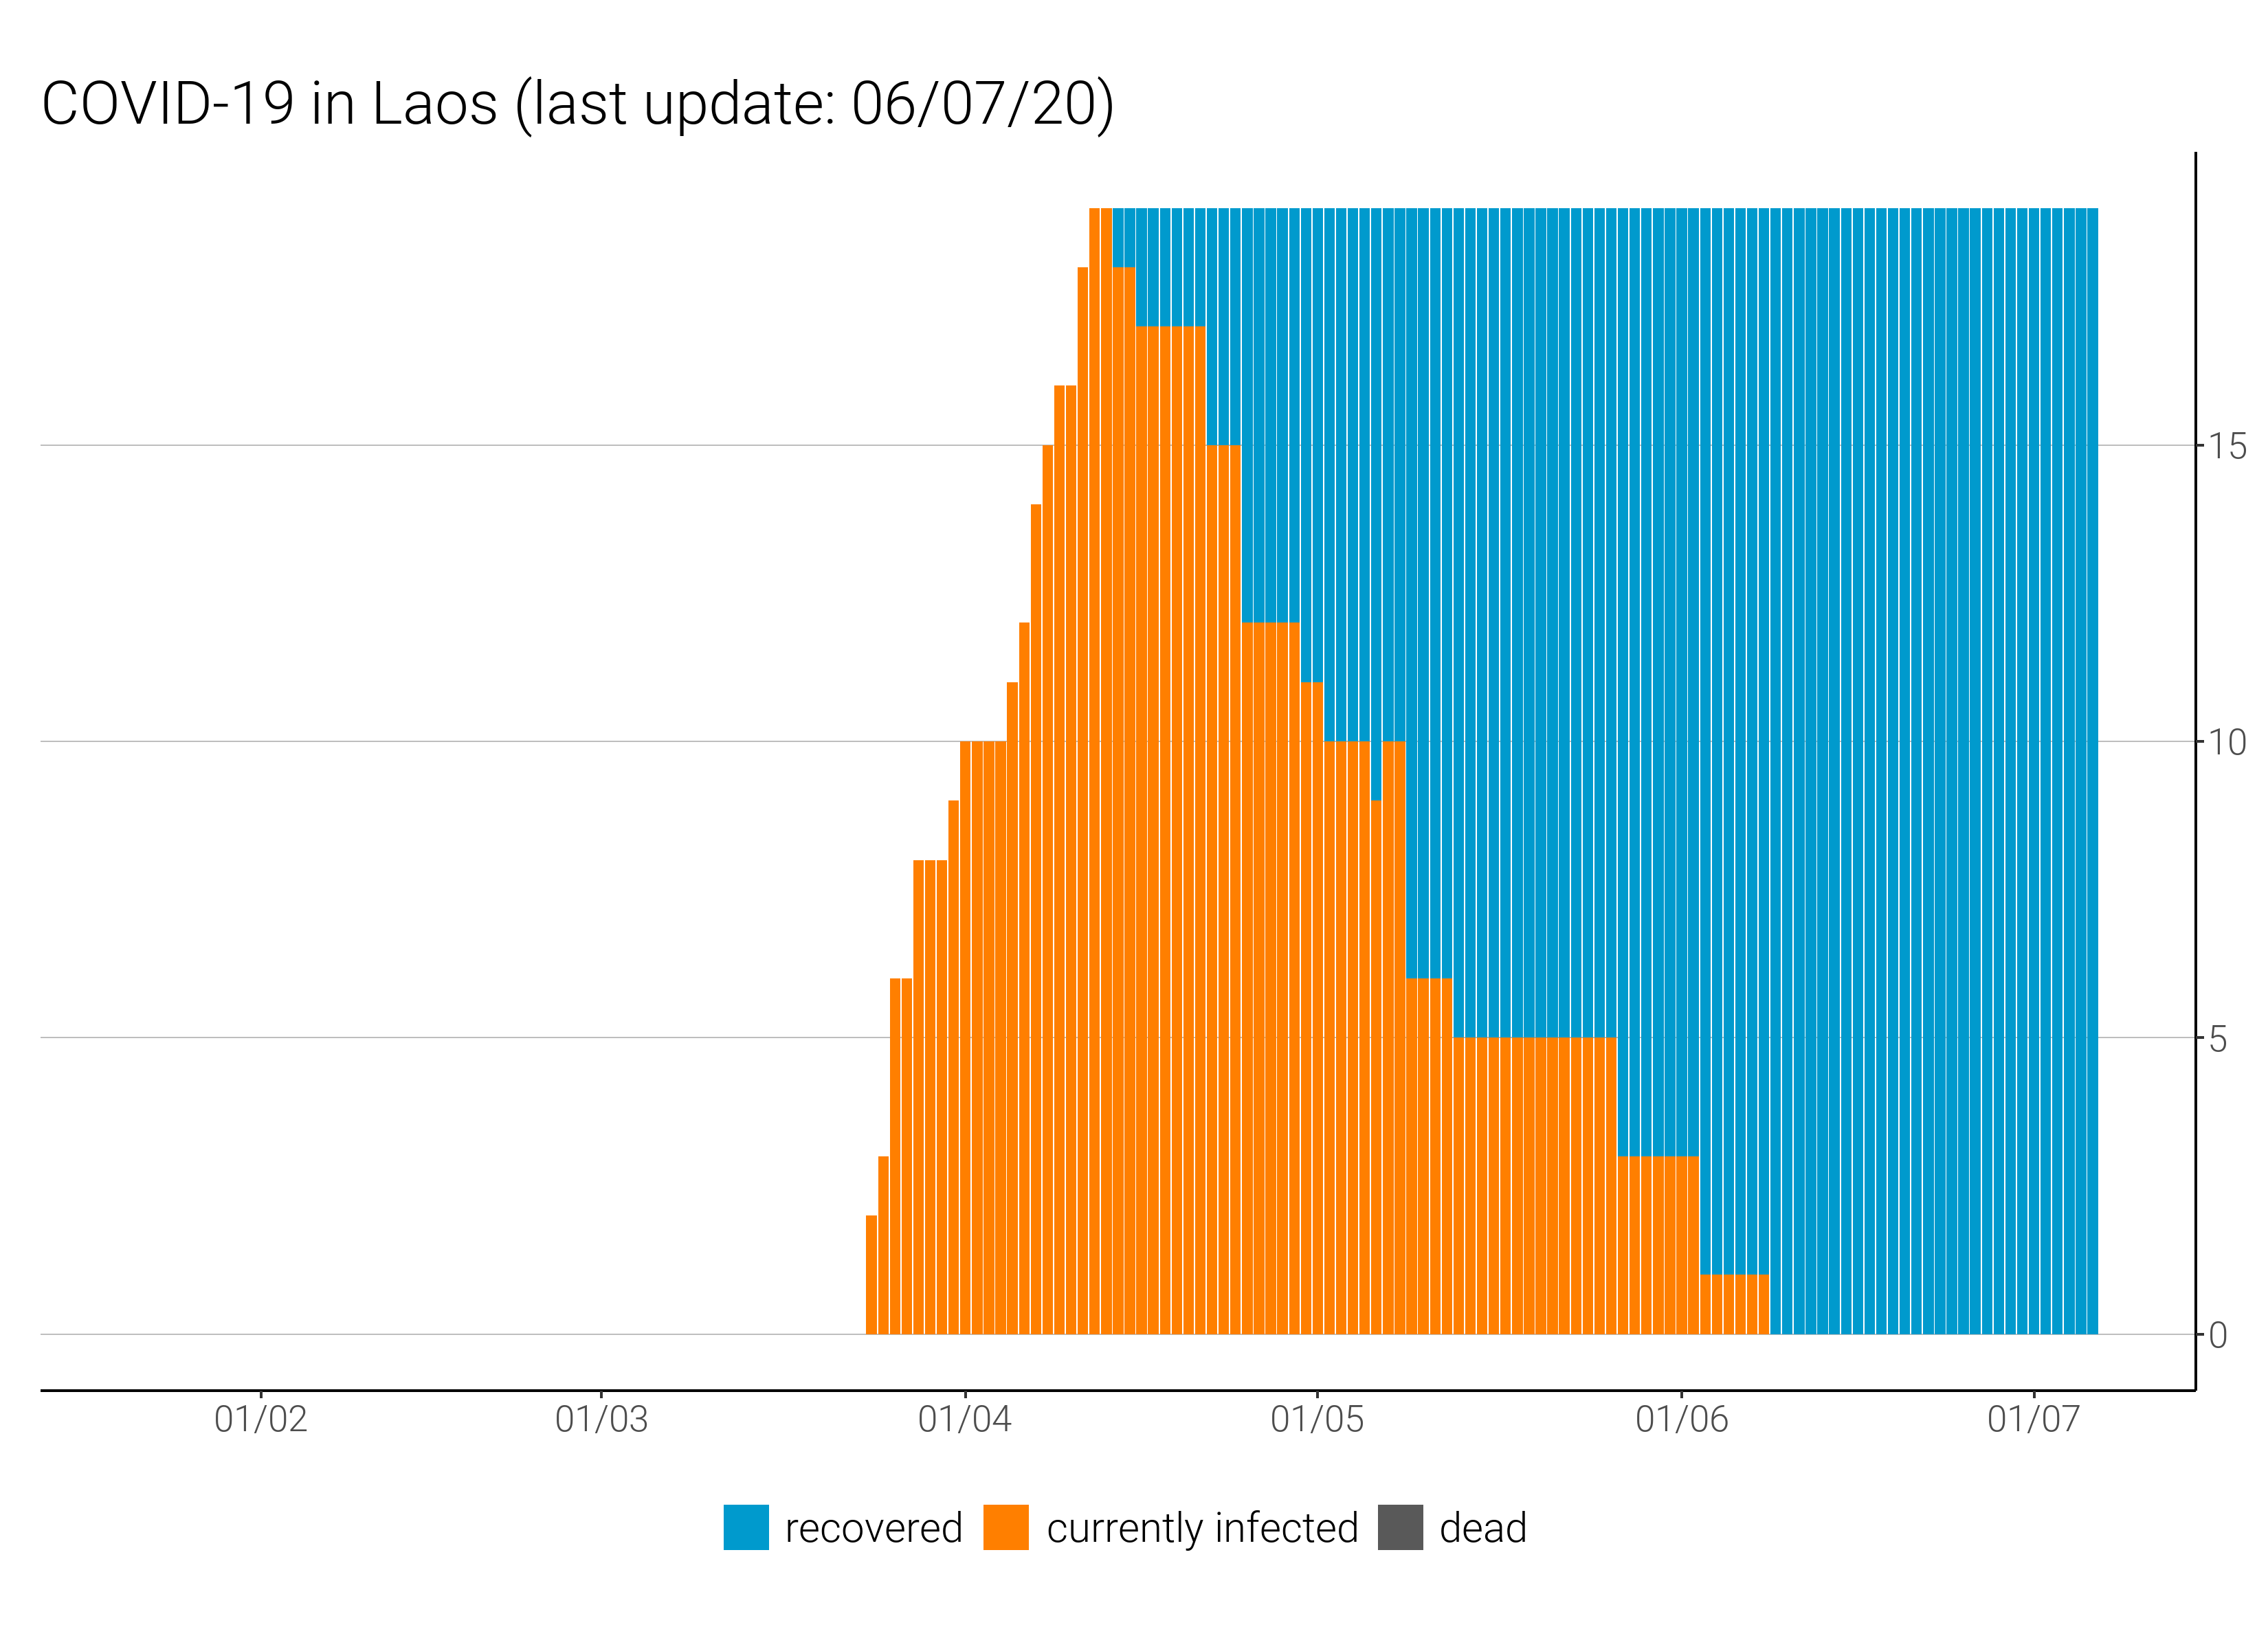 COVID-19 in Laos (last update: 06/07/20)
15
10
5
0
01/02 01/03 01/04 01/05 01/06 01/07
recovered currently infected dead